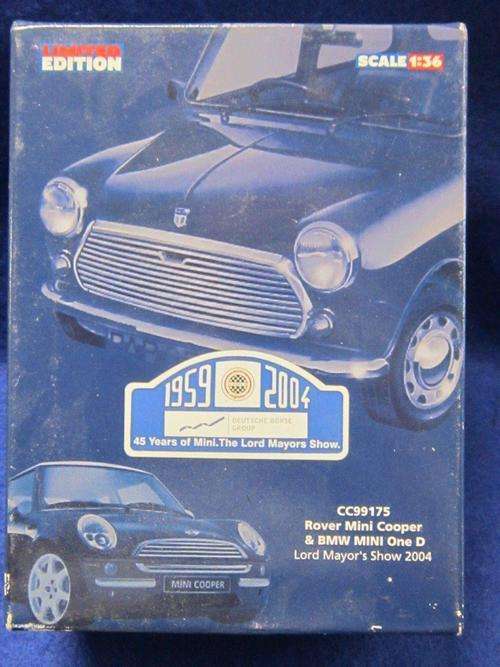 LIMITED
EDITION
SCALE 1:36
1959 2004
DEUTSCHE BÖRSE
GROUP
45 Years of Mini.The Lord Mayors Show.
CC99175
Rover Mini Cooper
& BMW MINI One D
Lord Mayor's Show 2004
MINI COOPER